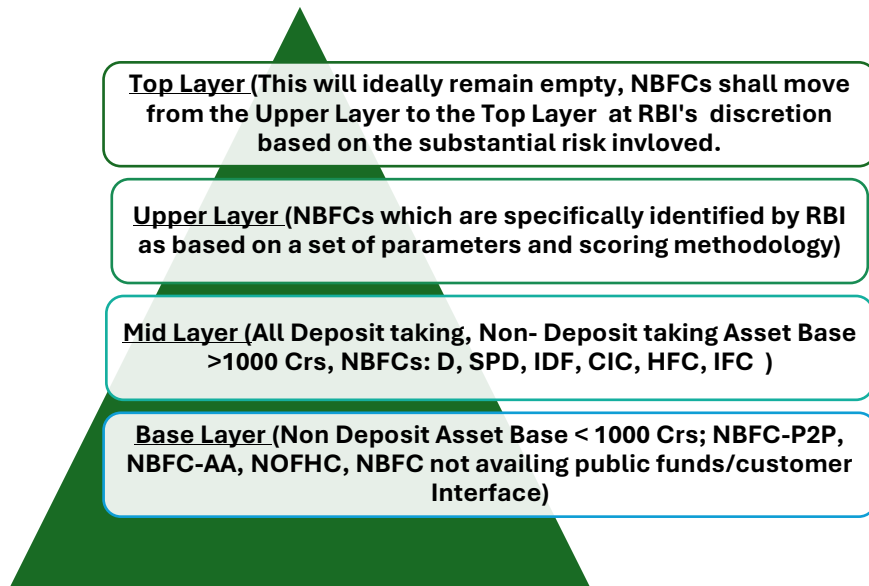 Top Layer (This will ideally remain empty, NBFCs shall move
from the Upper Layer to the Top Layer at RBI's discretion
based on the substantial risk invloved.
Upper Layer (NBFCs which are specifically identified by RBI
as based on a set of parameters and scoring methodology)
Mid Layer (All Deposit taking, Non- Deposit taking Asset Base
>1000 Crs, NBFCs: D, SPD, IDF, CIC, HFC, IFC )
Base Layer (Non Deposit Asset Base < 1000 Crs; NBFC-P2P,
NBFC-AA, NOFHC, NBFC not availing public funds/customer
Interface)